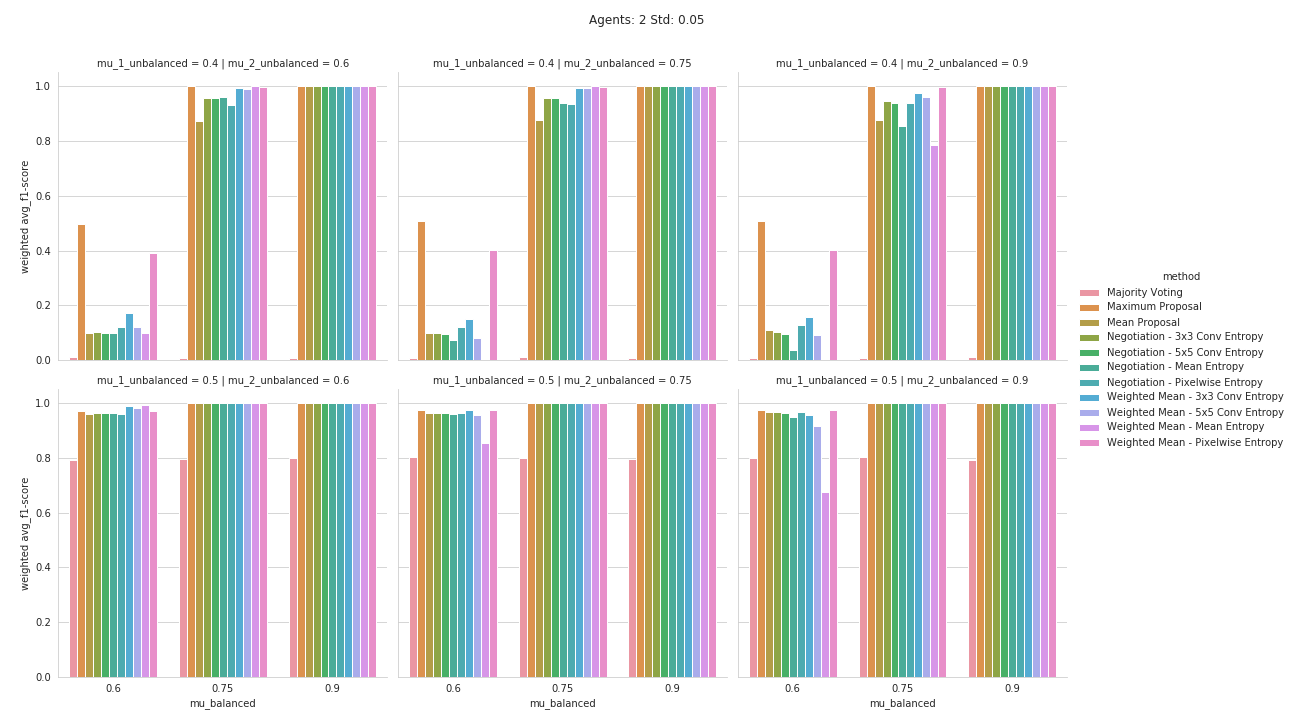 Agents: 2 Std: 0.05
mu_1_unbalanced = 0.4 | mu_2_unbalanced = 0.6
mu_1_unbalanced = 0.4 | mu_2_unbalanced = 0.75
mu_1_unbalanced = 0.4 | mu_2_unbalanced = 0.9
1.0
0.8
0.6
0.4
0.2
0.0
weighted avg_f1-score
mu_1_unbalanced = 0.5 | mu_2_unbalanced = 0.6
mu_1_unbalanced = 0.5 | mu_2_unbalanced = 0.75
mu_1_unbalanced = 0.5 | mu_2_unbalanced = 0.9
1.0
0.8
0.6
0.4
0.2
0.0
weighted avg_f1-score
0.6
0.75
0.9
mu_balanced
0.6
0.75
0.9
mu_balanced
0.6
0.75
0.9
mu_balanced
method
Majority Voting
Maximum Proposal
Mean Proposal
Negotiation - 3x3 Conv Entropy
Negotiation - 5x5 Conv Entropy
Negotiation - Mean Entropy
Negotiation - Pixelwise Entropy
Weighted Mean - 3x3 Conv Entropy
Weighted Mean - 5x5 Conv Entropy
Weighted Mean - Mean Entropy
Weighted Mean - Pixelwise Entropy